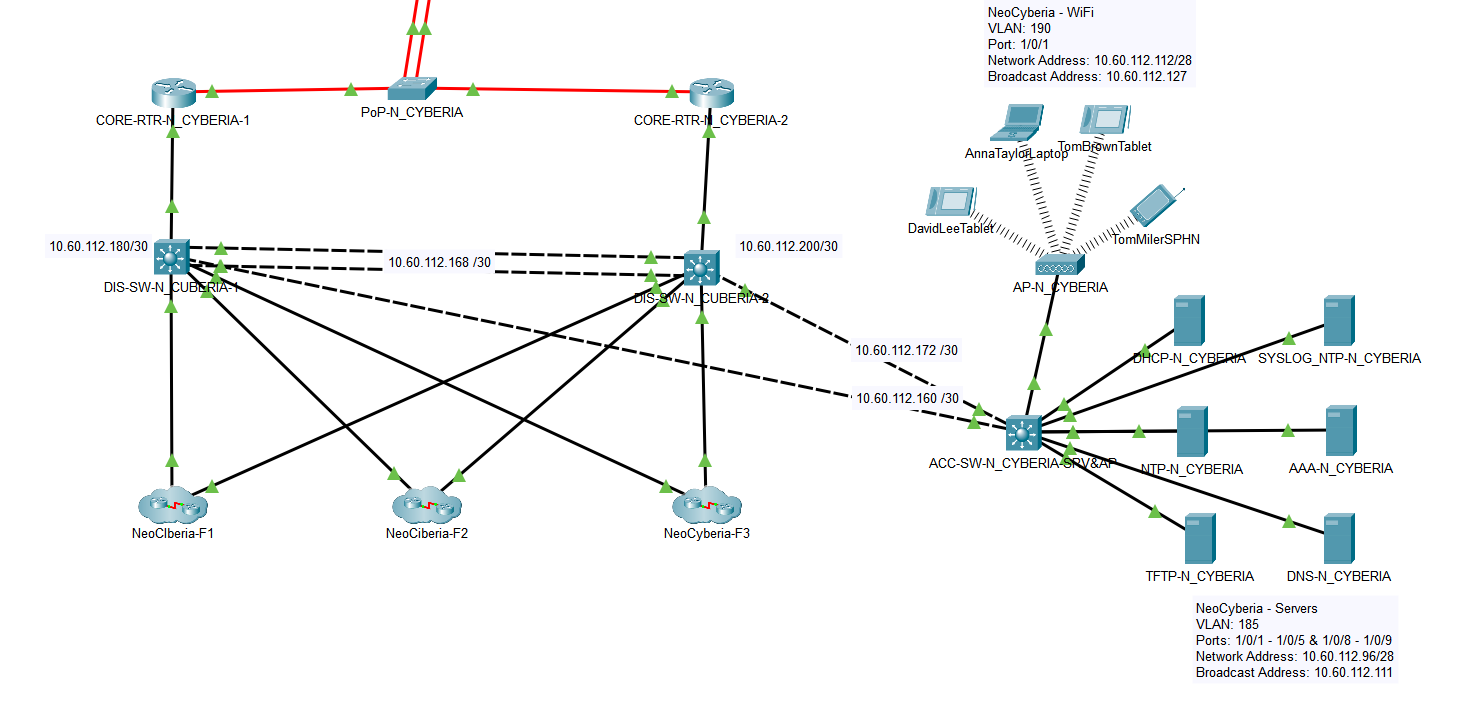 NeoCyberia - WiFi
VLAN: 190
Port: 1/0/1
Network Address: 10.60.112.112/28
Broadcast Address: 10.60.112.127
CORE-RTR-N_CYBERIA-1
PoP-N_CYBERIA
CORE-RTR-N_CYBERIA-2
AnnaTaylorLaptop
TomBrownTablet
DavidLeeTablet
TomMilerSPHN
AP-N_CYBERIA
10.60.112.180/30
10.60.112.168 /30
10.60.112.200/30
DIS-SW-N_CUBERIA-1
DIS-SW-N_CUBERIA-2
10.60.112.172 /30
10.60.112.160 /30
DHCP-N_CYBERIA
SYSLOG_NTP-N_CYBERIA
ACC-SW-N_CYBERIA-SRV&AP
NTP-N_CYBERIA
AAA-N_CYBERIA
NeoCIberia-F1
NeoCiberia-F2
NeoCyberia-F3
TFTP-N_CYBERIA
DNS-N_CYBERIA
NeoCyberia - Servers
VLAN: 185
Ports: 1/0/1 - 1/0/5 & 1/0/8 - 1/0/9
Network Address: 10.60.112.96/28
Broadcast Address: 10.60.112.111